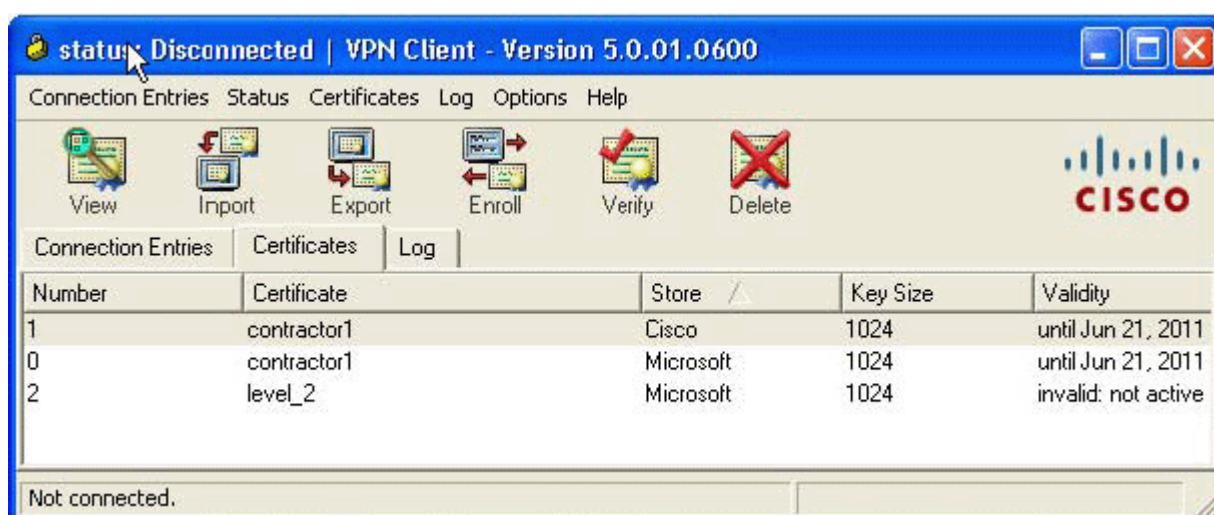 status: Disconnected | VPN Client - Version 5.0.01.0600
Connection Entries Status Certificates Log Options Help
View Import Export Enroll Verify Delete
CISCO
Connection Entries Certificates Log
Number Certificate Store Key Size Validity
1 contractor1 Cisco 1024 until Jun 21, 2011
0 contractor1 Microsoft 1024 until Jun 21, 2011
2 level_2 Microsoft 1024 invalid: not active
Not connected.